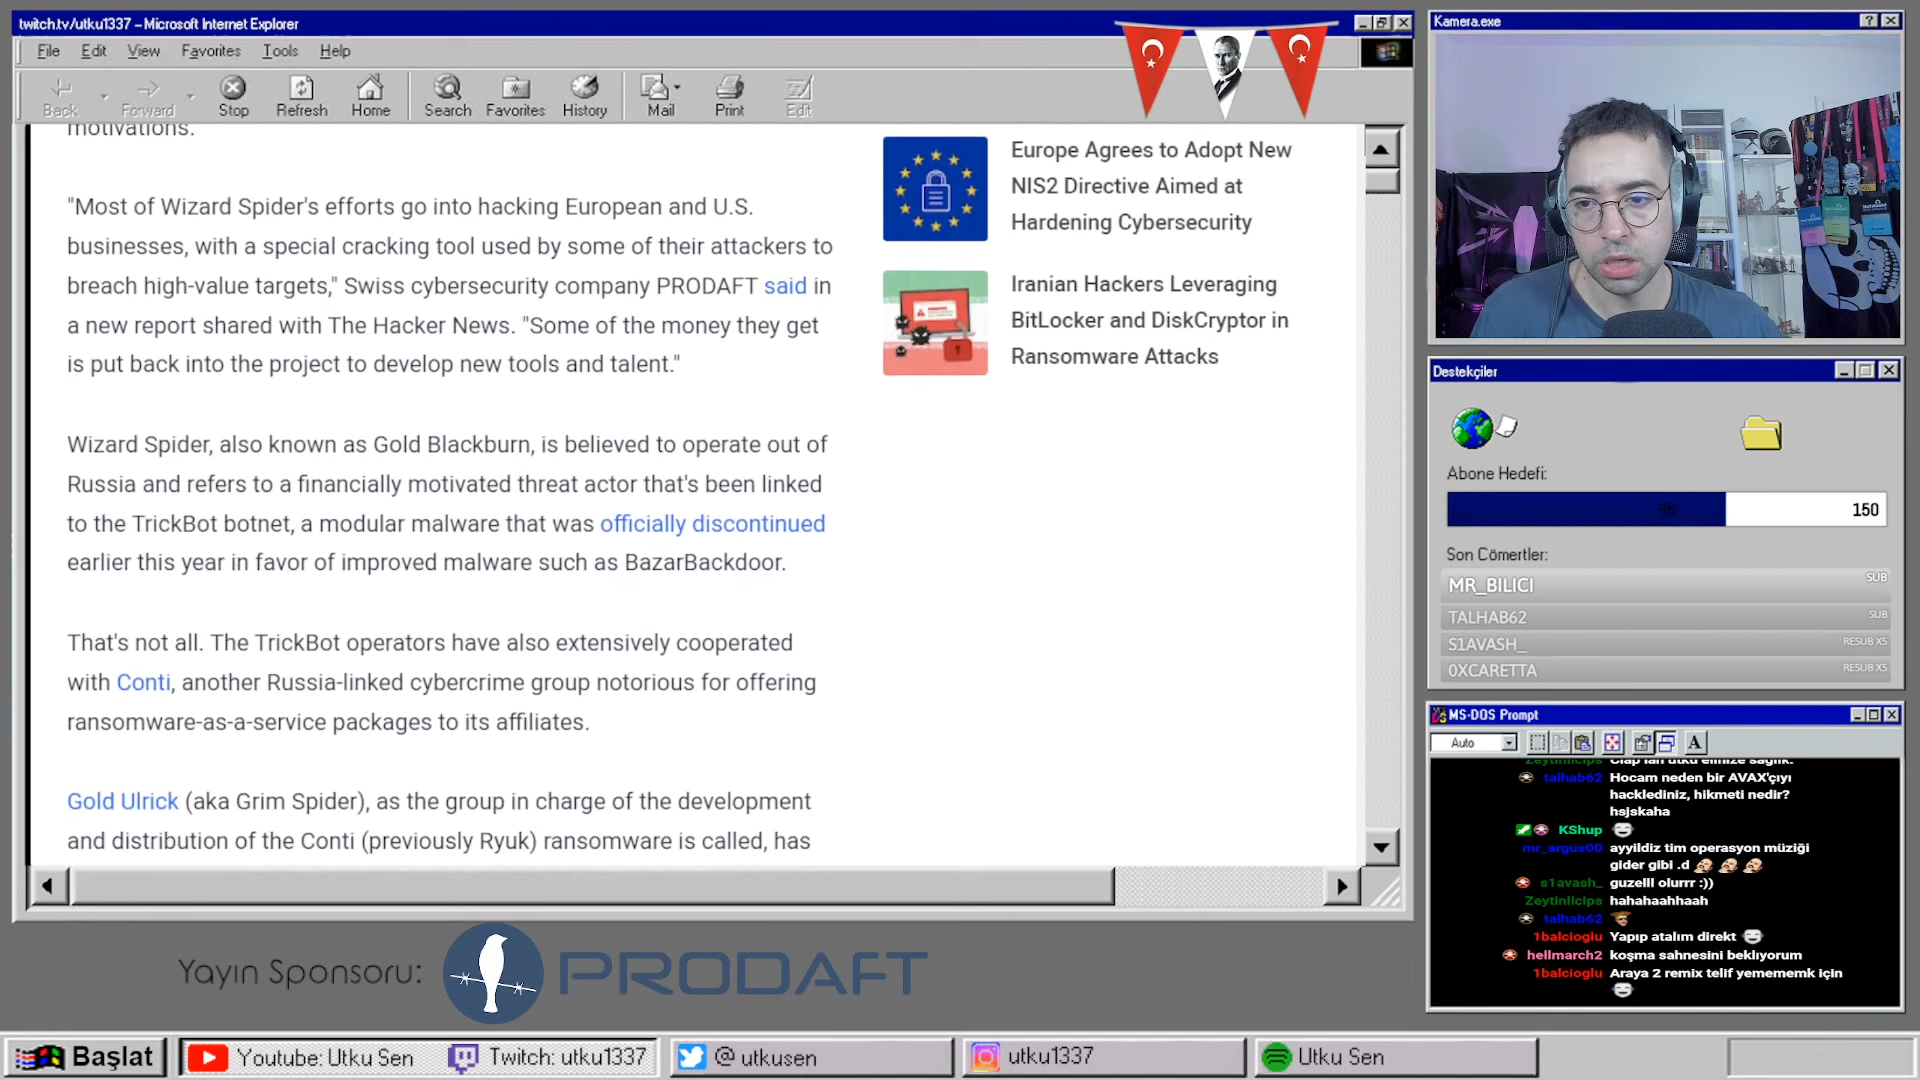 twitch.tv/utku1337 – Microsoft Internet Explorer
File Edit View Favorites Tools Help
Back Forward Stop Refresh Home Search Favorites History Mail Print Edit
motivations.
"Most of Wizard Spider's efforts go into hacking European and U.S.
businesses, with a special cracking tool used by some of their attackers to
breach high-value targets," Swiss cybersecurity company PRODAFT said in
a new report shared with The Hacker News. "Some of the money they get
is put back into the project to develop new tools and talent."
Wizard Spider, also known as Gold Blackburn, is believed to operate out of
Russia and refers to a financially motivated threat actor that's been linked
to the TrickBot botnet, a modular malware that was officially discontinued
earlier this year in favor of improved malware such as BazarBackdoor.
That's not all. The TrickBot operators have also extensively cooperated
with Conti, another Russia-linked cybercrime group notorious for offering
ransomware-as-a-service packages to its affiliates.
Gold Ulrick (aka Grim Spider), as the group in charge of the development
and distribution of the Conti (previously Ryuk) ransomware is called, has
Europe Agrees to Adopt New
NIS2 Directive Aimed at
Hardening Cybersecurity
Iranian Hackers Leveraging
BitLocker and DiskCryptor in
Ransomware Attacks
Kamera.exe
Destekçiler
Abone Hedefi:
95 150
Son Cömertler:
MR_BILICI SUB
TALHAB62 SUB
S1AVASH_ RESUB X5
0XCARETTA RESUB X5
MS-DOS Prompt
Auto
A
Zeytinlicips Clap lan utku elinize sağlık.
talhab62 Hocam neden bir AVAX'çıyı
hacklediniz, hikmeti nedir?
hsjskaha
KShup
mr_argus00 ayyildiz tim operasyon müziği
gider gibi .d
s1avash_ guzelll olurrr :))
Zeytinlicips hahahaahhaah
talhab62
1balcioglu Yapıp atalım direkt
hellmarch2 koşma sahnesini beklıyorum
1balcioglu Araya 2 remix telif yemememk için
Yayın Sponsoru: PRODAFT
Başlat Youtube: Utku Sen Twitch: utku1337 @ utkusen utku1337 Utku Sen